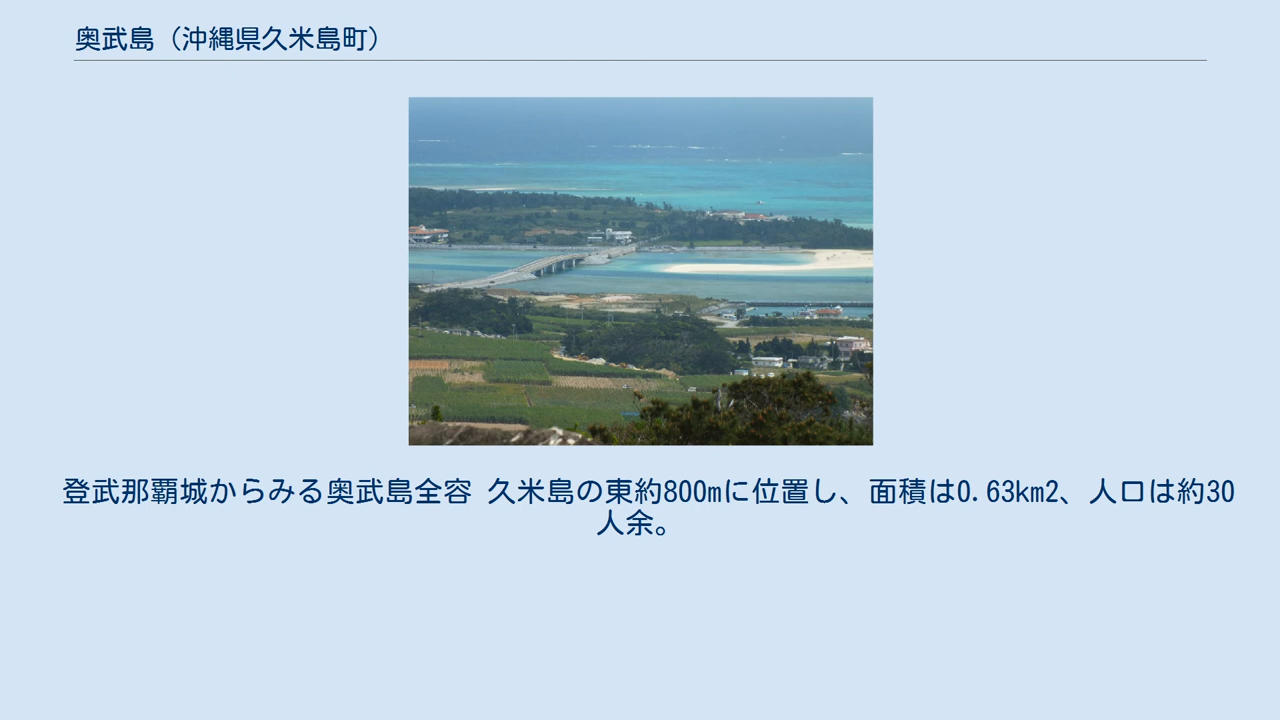 奥武島（沖縄県久米島町）
登武那覇城からみる奥武島全容 久米島の東約800mに位置し、面積は0.63km2、人口は約30
人余。